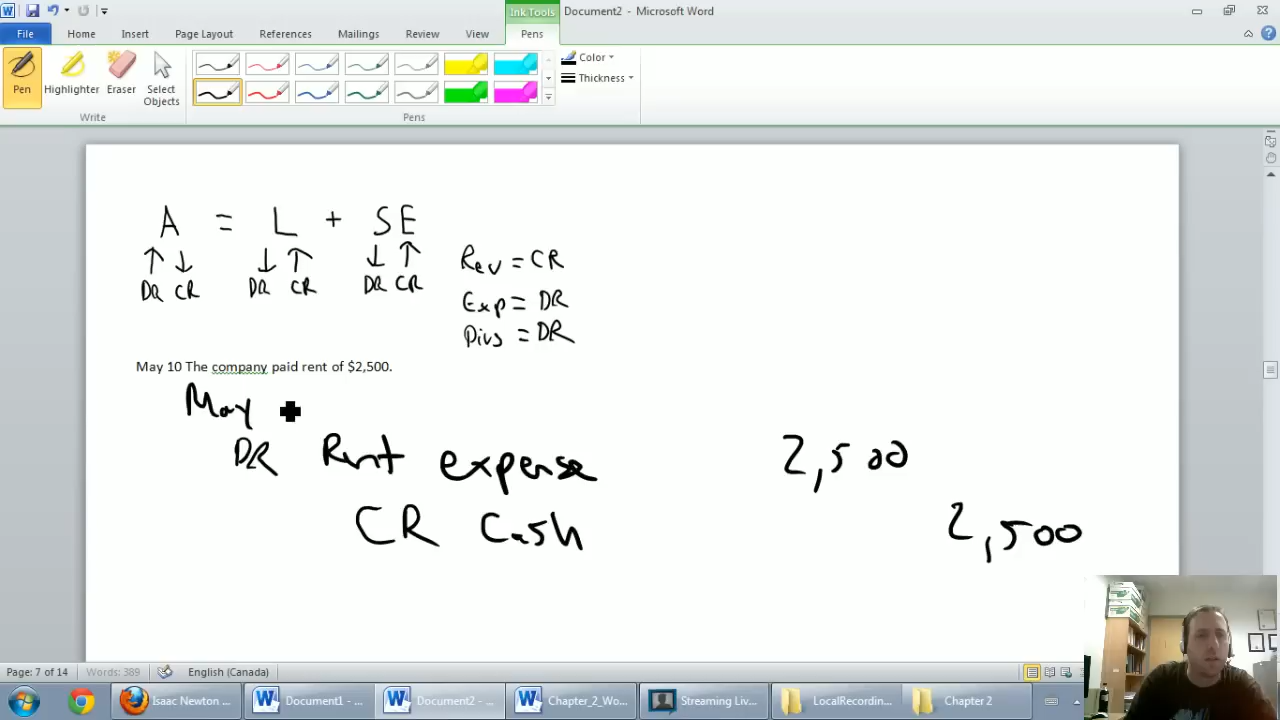 Ink Tools
Document2 - Microsoft Word
File Home Insert Page Layout References Mailings Review View Pens
Pen Highlighter Eraser Select Objects
Color
Thickness
Write Pens
A = L + SE
DR CR DR CR DR CR
Rev = CR
Exp = DR
Divs = DR
May 10 The company paid rent of $2,500.
May
DR Rent expense 2,500
CR Cash 2,500
Page: 7 of 14 Words: 389 English (Canada)
Isaac Newton ... Document1 - ... Document2 - ... Chapter_2_Wo... Streaming Liv... LocalRecording Chapter 2